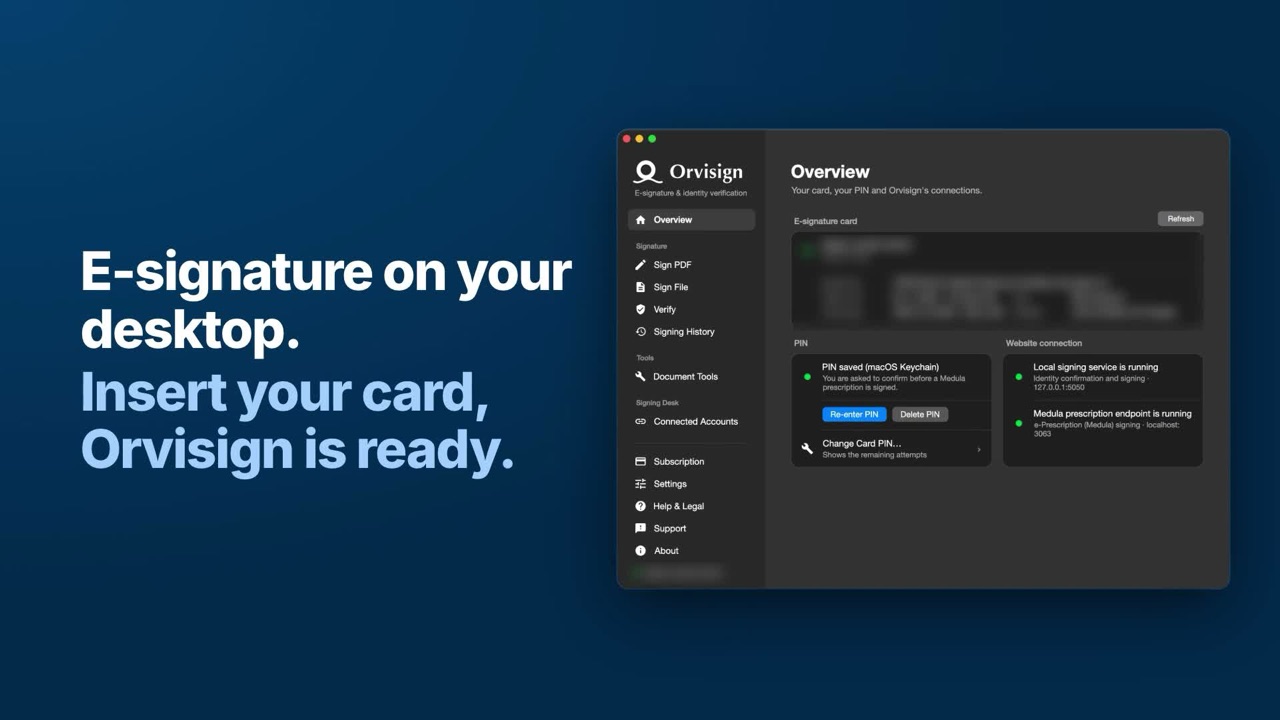 E-signature on your
desktop.
Insert your card,
Orvisign is ready.
Orvisign
E-signature & identity verification
Overview
Signature
Sign PDF
Sign File
Verify
Signing History
Tools
Document Tools
Signing Desk
Connected Accounts
Subscription
Settings
Help & Legal
Support
About
Overview
Your card, your PIN and Orvisign's connections.
E-signature card
Refresh
PIN
PIN saved (macOS Keychain)
You are asked to confirm before a Medula
prescription is signed.
Re-enter PIN
Delete PIN
Change Card PIN...
Shows the remaining attempts
Website connection
Local signing service is running
Identity confirmation and signing ·
127.0.0.1:5050
Medula prescription endpoint is running
e-Prescription (Medula) signing · localhost:
3063